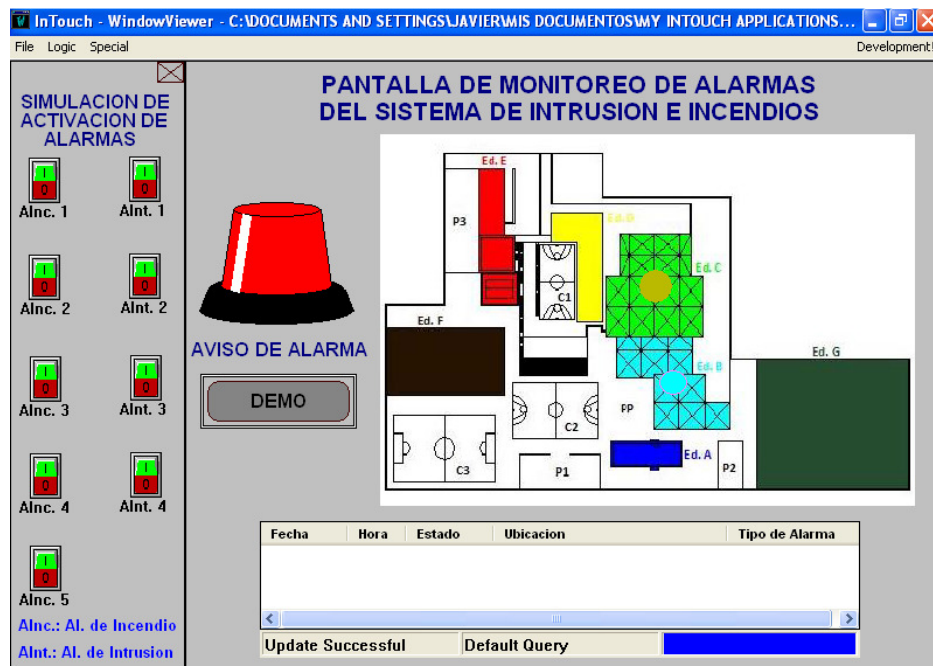 InTouch - WindowViewer - C:\DOCUMENTS AND SETTINGS\JAVIER\MIS DOCUMENTOS\MY INTOUCH APPLICATIONS...
File Logic Special Development!
SIMULACION DE
ACTIVACION DE
ALARMAS
I 0 I 0
AInc. 1 AInt. 1
I 0 I 0
AInc. 2 AInt. 2
I 0 I 0
AInc. 3 AInt. 3
I 0 I 0
AInc. 4 AInt. 4
I 0
AInc. 5
AInc.: Al. de Incendio
AInt.: Al. de Intrusion
PANTALLA DE MONITOREO DE ALARMAS
DEL SISTEMA DE INTRUSION E INCENDIOS
AVISO DE ALARMA
DEMO
Ed. E
P3
Ed. D
Ed. C
C1
Ed. F
Ed. G
Ed. B
PP
C2
Ed. A
C3
P1
P2
Fecha Hora Estado Ubicacion Tipo de Alarma
Update Successful Default Query